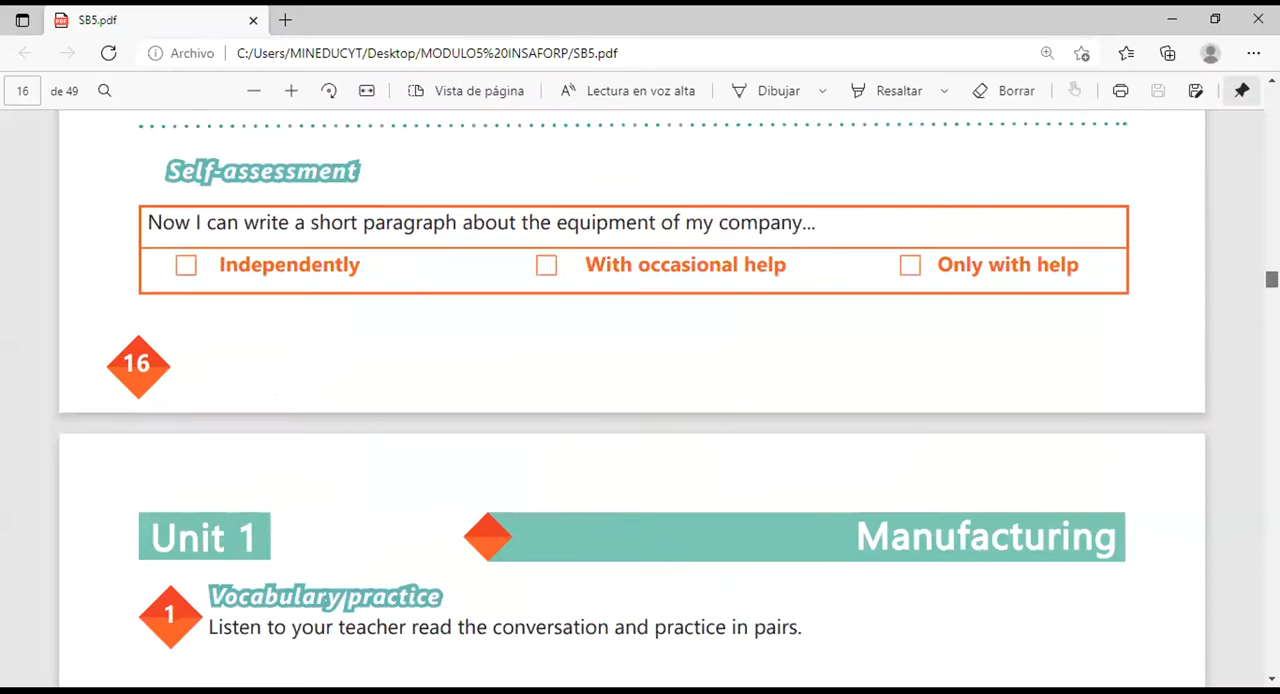 SB5.pdf
Archivo C:/Users/MINEDUCYT/Desktop/MODULO5%20INSAFORP/SB5.pdf
16 de 49 Vista de página Lectura en voz alta Dibujar Resaltar Borrar
Self-assessment
Now I can write a short paragraph about the equipment of my company...
Independently With occasional help Only with help
16
Unit 1 Manufacturing
1 Vocabulary practice
Listen to your teacher read the conversation and practice in pairs.